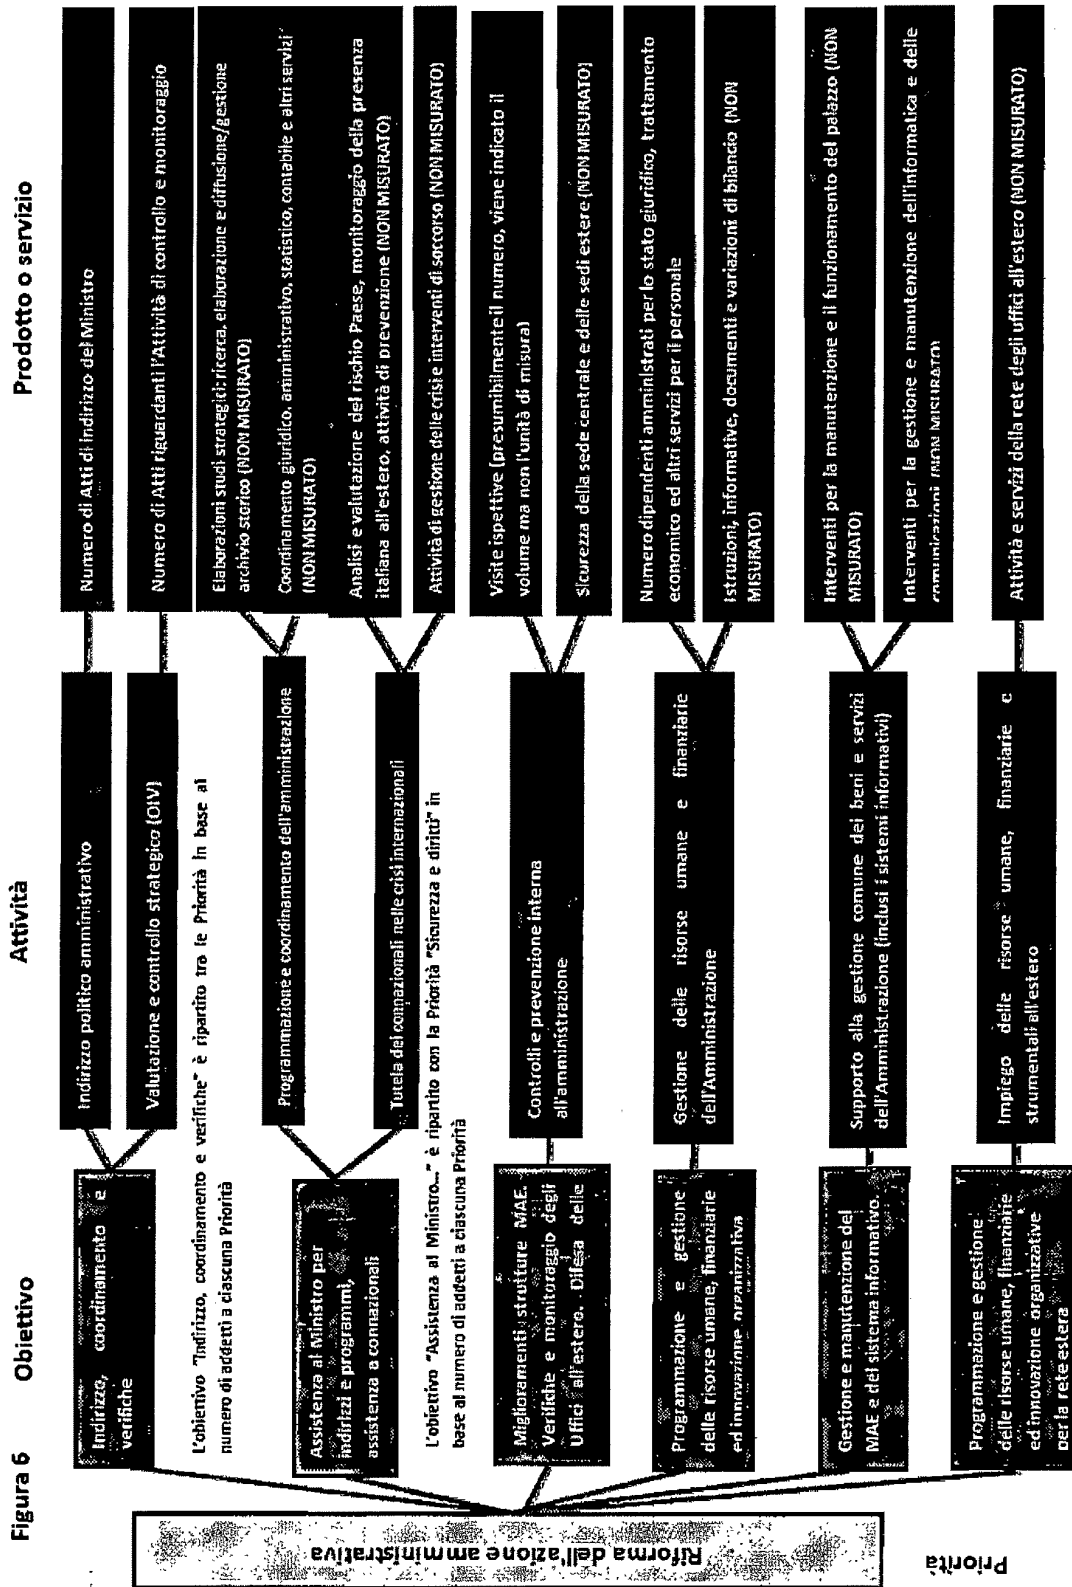 Figura 6
Obiettivo
Attività
Prodotto o servizio
Priorità
Riforma dell'azione amministrativa
Indirizzo, coordinamento e
verifiche
Indirizzo politico amministrativo
Numero di Atti di Indirizzo del Ministro
Valutazione e controllo strategico (OIV)
Numero di Atti riguardanti l'Attività di controllo e monitoraggio
L'obiettivo "Indirizzo, coordinamento e verifiche" è ripartito tra le Priorità in base al
numero di addetti a ciascuna Priorità
Assistenza al Ministro per
indirizzi e programmi,
assistenza a connazionali
Programmazione e coordinamento dell'amministrazione
Elaborazioni studi strategici: ricerca, elaborazione e diffusione/gestione
archivio storico (NON MISURATO)
Coordinamento giuridico, amministrativo, statistico, contabile e altri servizi
(NON MISURATO)
Tutela dei connazionali nelle crisi internazionali
Analisi e valutazione del rischio Paese, monitoraggio della presenza
italiana all'estero, attività di prevenzione (NON MISURATO)
Attività di gestione delle crisi e interventi di soccorso (NON MISURATO)
L'obiettivo "Assistenza al Ministro..." è ripartito con la Priorità "Sicurezza e diritti" in
base al numero di addetti a ciascuna Priorità
Miglioramenti strutture MAE.
Verifiche e monitoraggio degli
Uffici all'estero. Difesa delle
Controlli e prevenzione interna
all'amministrazione
Visite ispettive (presumibilmente il numero, viene indicato il
volume ma non l'unità di misura)
Sicurezza della sede centrale e delle sedi estere (NON MISURATO)
Programmazione e gestione
delle risorse umane, finanziarie
ed innovazione organizzativa
Gestione delle risorse umane e finanziarie
dell'Amministrazione
Numero dipendenti amministrati per lo stato giuridico, trattamento
economico ed altri servizi per il personale
Istruzioni, informative, documenti e variazioni di bilancio (NON
MISURATO)
Gestione e manutenzione del
MAE e del sistema informativo.
Supporto alla gestione comune dei beni e servizi
dell'Amministrazione (inclusi i sistemi informativi)
Interventi per la manutenzione e il funzionamento del palazzo (NON
MISURATO)
Interventi per la gestione e manutenzione dell'informatica e delle
comunicazioni (NON MISURATO)
Programmazione e gestione
delle risorse umane, finanziarie
ed innovazione organizzative
per la rete estera
Impiego delle risorse umane, finanziarie e
strumentali all'estero
Attività e servizi della rete degli uffici all'estero (NON MISURATO)